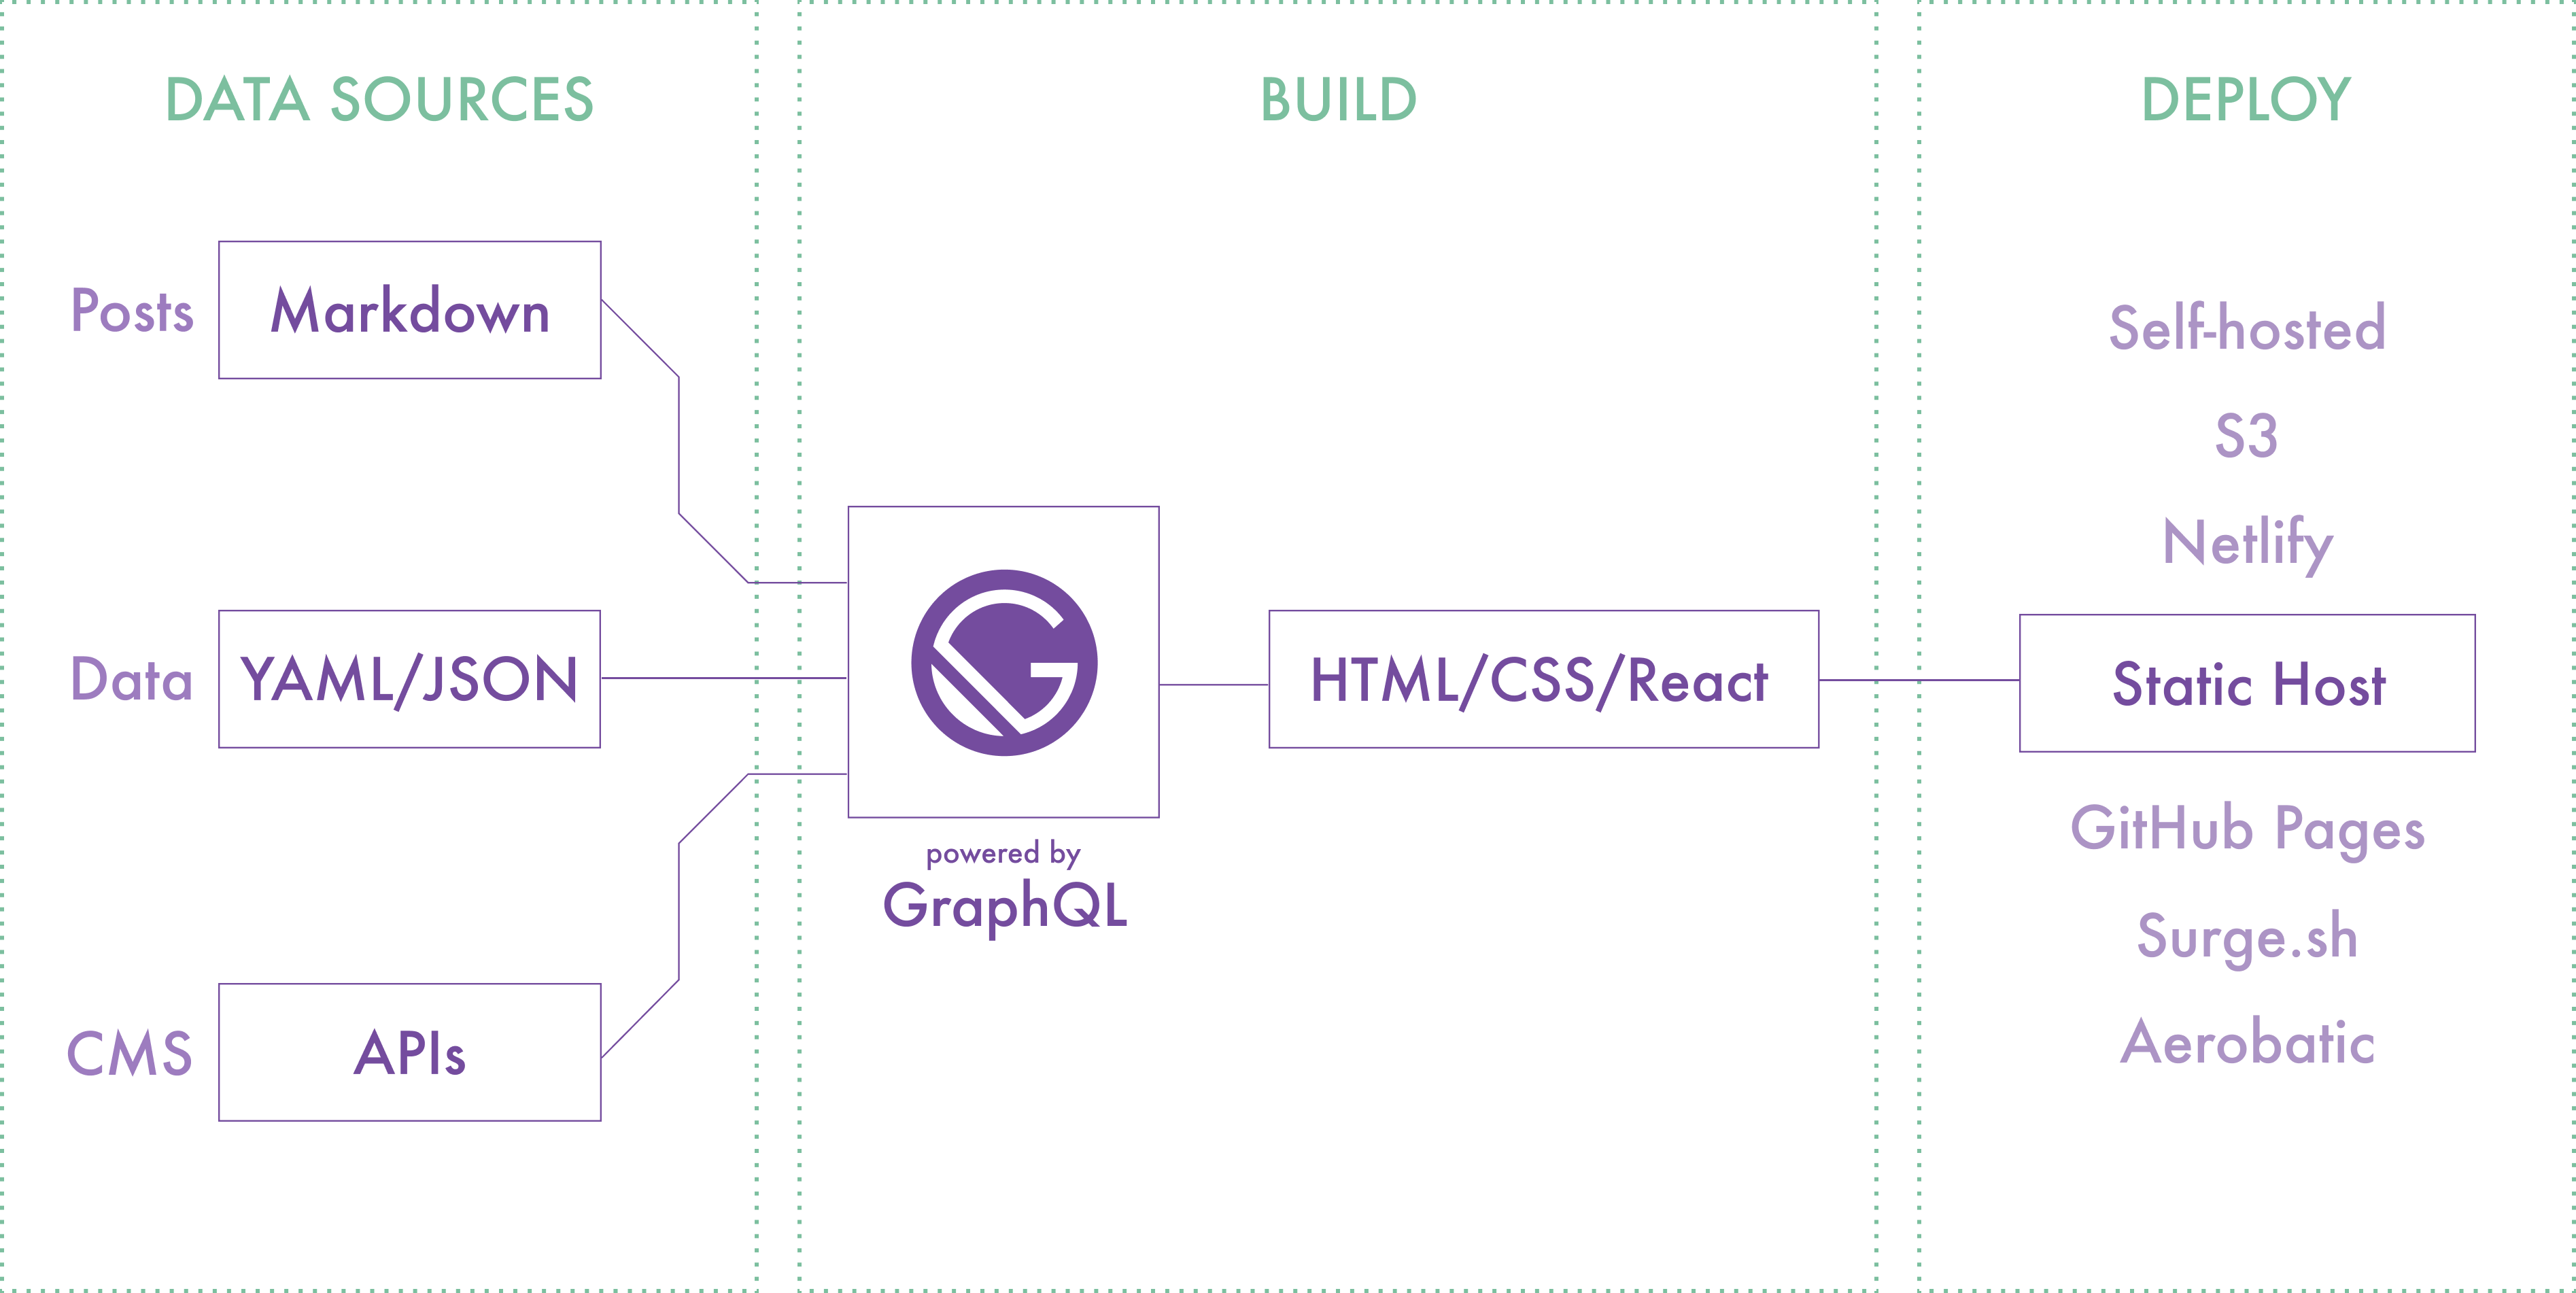 DATA SOURCES
Posts
Markdown
Data
YAML/JSON
CMS
APIs
BUILD
powered by
GraphQL
HTML/CSS/React
DEPLOY
Self-hosted
S3
Netlify
Static Host
GitHub Pages
Surge.sh
Aerobatic